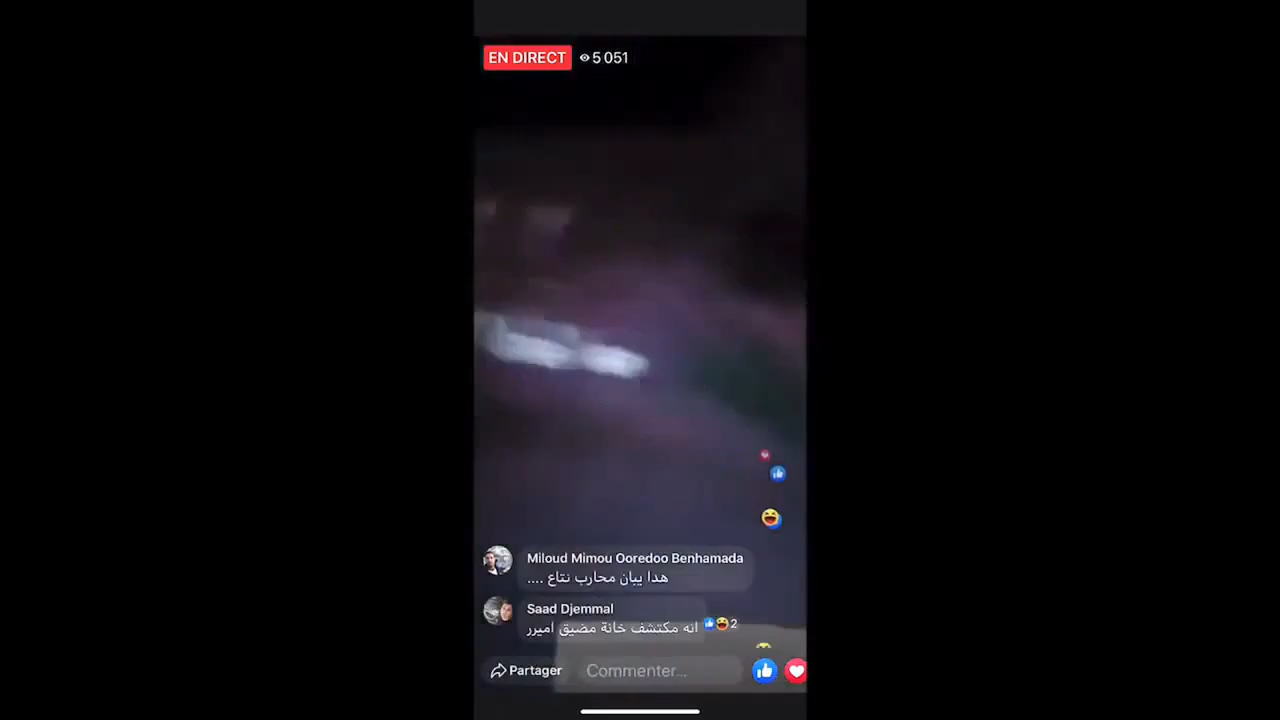 EN DIRECT 5 051
Miloud Mimou Ooredoo Benhamada
هدا يبان محارب نتاع ....
Saad Djemmal
انه مكتشف خانة مضيق اميرر
2
Partager Commenter...